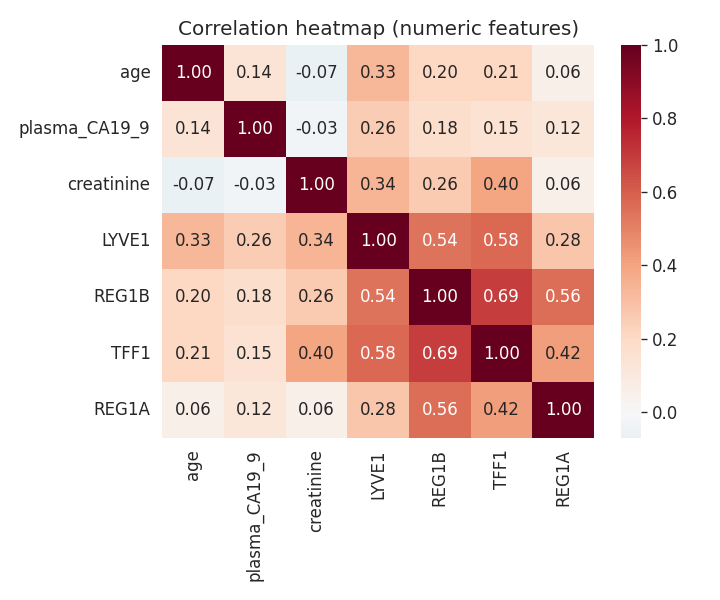 Correlation heatmap (numeric features)
age 1.00 0.14 -0.07 0.33 0.20 0.21 0.06
plasma_CA19_9 0.14 1.00 -0.03 0.26 0.18 0.15 0.12
creatinine -0.07 -0.03 1.00 0.34 0.26 0.40 0.06
LYVE1 0.33 0.26 0.34 1.00 0.54 0.58 0.28
REG1B 0.20 0.18 0.26 0.54 1.00 0.69 0.56
TFF1 0.21 0.15 0.40 0.58 0.69 1.00 0.42
REG1A 0.06 0.12 0.06 0.28 0.56 0.42 1.00
age
plasma_CA19_9
creatinine
LYVE1
REG1B
TFF1
REG1A
1.0
0.8
0.6
0.4
0.2
0.0